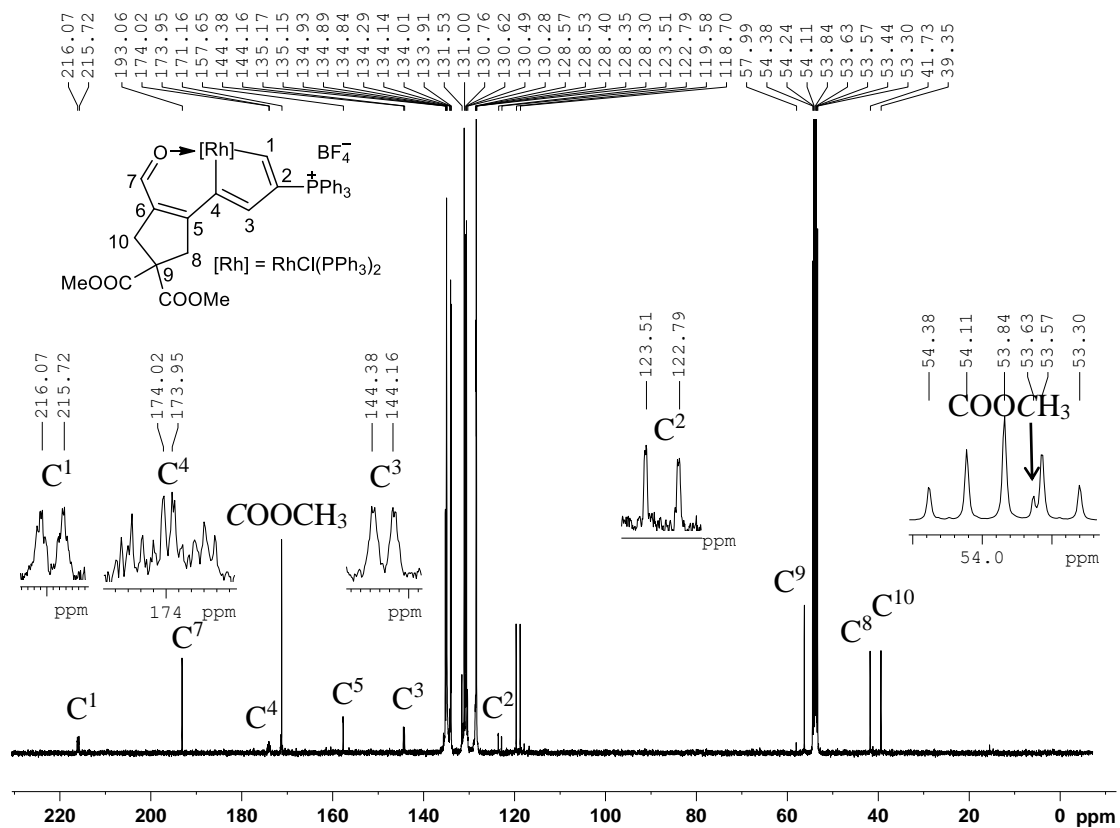 216.07
215.72
193.06
174.02
173.95
171.16
157.65
144.38
144.16
135.17
135.15
134.93
134.89
134.84
134.29
134.14
134.01
133.91
131.53
131.00
130.76
130.62
130.49
130.28
128.57
128.53
128.40
128.35
128.30
123.51
122.79
119.58
118.70
57.99
54.38
54.24
54.11
53.84
53.63
53.57
53.44
53.30
41.73
39.35
O
[Rh]
1
BF4−
7
2
P+Ph3
6
4
3
5
10
8
9
[Rh] = RhCl(PPh3)2
MeOOC
COOMe
216.07
215.72
174.02
173.95
144.38
144.16
123.51
122.79
54.38
54.11
53.84
53.63
53.57
53.30
C1
C4
COOCH3
C3
C2
COOCH3
ppm
174 ppm
ppm
ppm
54.0 ppm
C7
C9
C8
C10
C1
C4
C5
C3
C2
220 200 180 160 140 120 100 80 60 40 20 0 ppm